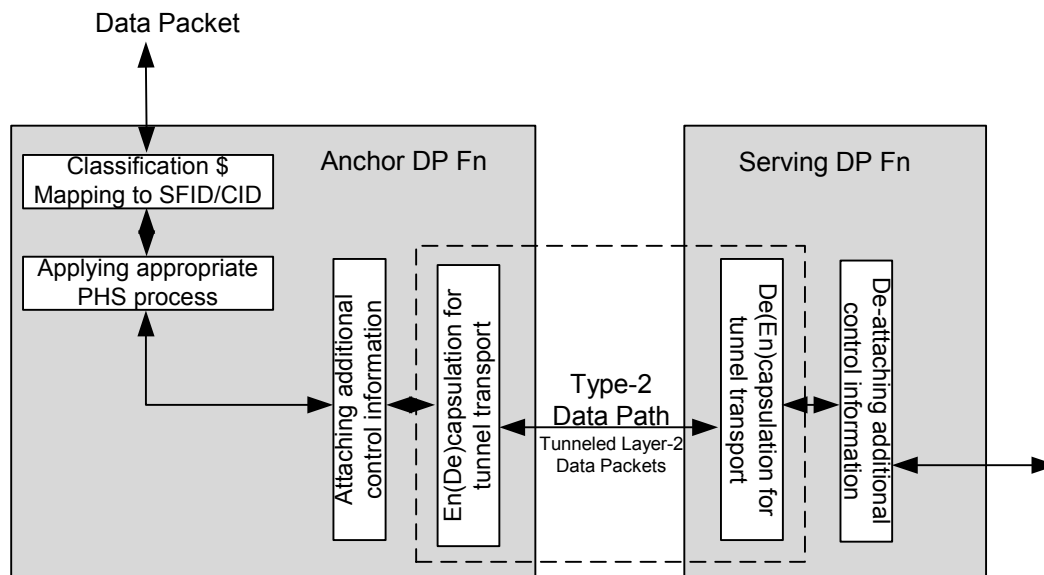 Data Packet
Anchor DP Fn
Serving DP Fn
Classification $
Mapping to SFID/CID
Applying appropriate
PHS process
Attaching additional
control information
En(De)capsulation for
tunnel transport
Type-2
Data Path
Tunneled Layer-2
Data Packets
De(En)capsulation for
tunnel transport
De-attaching additional
control information